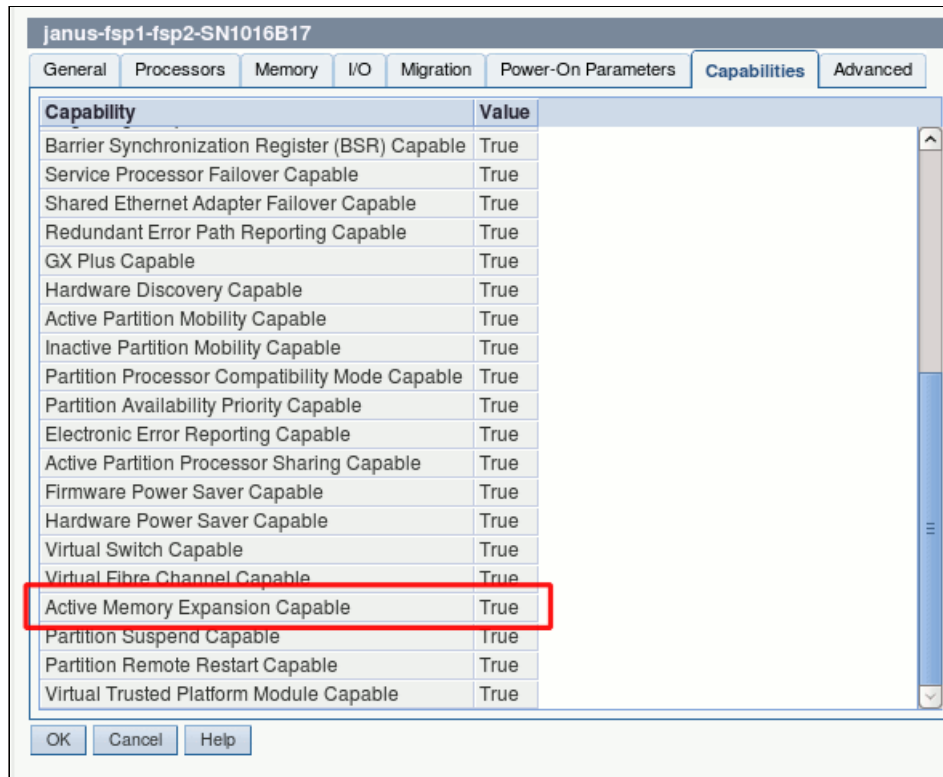 janus-fsp1-fsp2-SN1016B17
General Processors Memory I/O Migration Power-On Parameters Capabilities Advanced
Capability Value
Barrier Synchronization Register (BSR) Capable True
Service Processor Failover Capable True
Shared Ethernet Adapter Failover Capable True
Redundant Error Path Reporting Capable True
GX Plus Capable True
Hardware Discovery Capable True
Active Partition Mobility Capable True
Inactive Partition Mobility Capable True
Partition Processor Compatibility Mode Capable True
Partition Availability Priority Capable True
Electronic Error Reporting Capable True
Active Partition Processor Sharing Capable True
Firmware Power Saver Capable True
Hardware Power Saver Capable True
Virtual Switch Capable True
Virtual Fibre Channel Capable True
Active Memory Expansion Capable True
Partition Suspend Capable True
Partition Remote Restart Capable True
Virtual Trusted Platform Module Capable True
OK Cancel Help